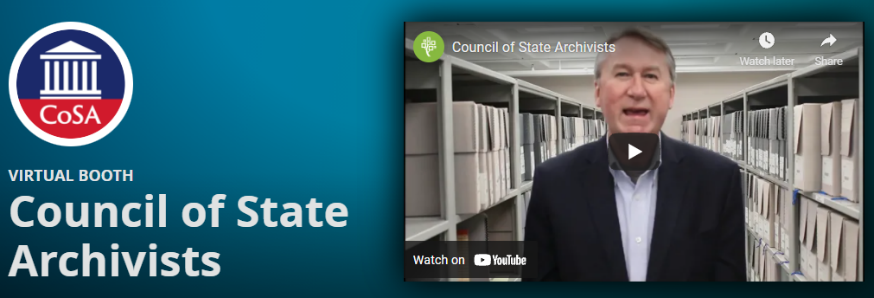 CoSA
VIRTUAL BOOTH
Council of State
Archivists
Council of State Archivists
Watch later
Share
Watch on YouTube